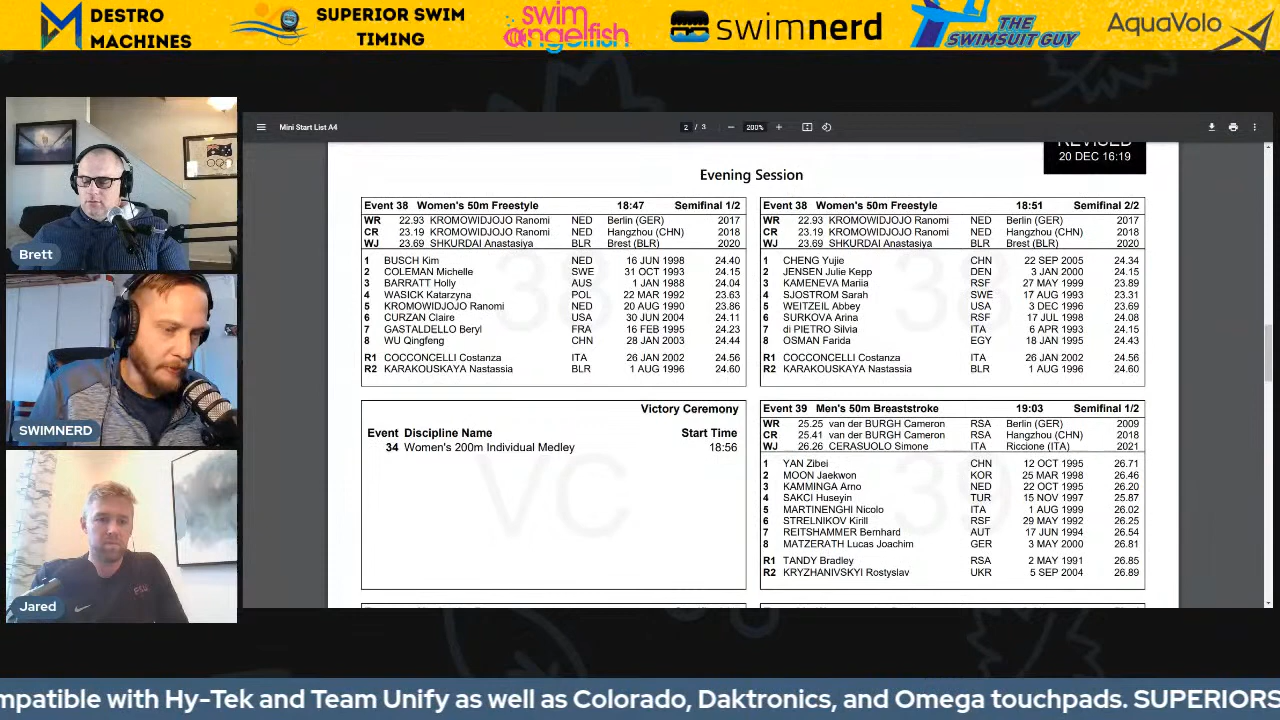 DESTRO
MACHINES
SUPERIOR SWIM
TIMING
swim
angelfish
swimnerd
THE
SWIMSUIT GUY
AquaVolo
Mini Start List A4
2 / 3
200%
REVISED
20 DEC 16:19
Evening Session
Event 38 Women's 50m Freestyle 18:47 Semifinal 1/2
WR 22.93 KROMOWIDJOJO Ranomi NED Berlin (GER) 2017
CR 23.19 KROMOWIDJOJO Ranomi NED Hangzhou (CHN) 2018
WJ 23.69 SHKURDAI Anastasiya BLR Brest (BLR) 2020
1 BUSCH Kim NED 16 JUN 1998 24.40
2 COLEMAN Michelle SWE 31 OCT 1993 24.15
3 BARRATT Holly AUS 1 JAN 1988 24.04
4 WASICK Katarzyna POL 22 MAR 1992 23.63
5 KROMOWIDJOJO Ranomi NED 20 AUG 1990 23.86
6 CURZAN Claire USA 30 JUN 2004 24.11
7 GASTALDELLO Beryl FRA 16 FEB 1995 24.23
8 WU Qingfeng CHN 28 JAN 2003 24.44
R1 COCCONCELLI Costanza ITA 26 JAN 2002 24.56
R2 KARAKOUSKAYA Nastassia BLR 1 AUG 1996 24.60
38
Event 38 Women's 50m Freestyle 18:51 Semifinal 2/2
WR 22.93 KROMOWIDJOJO Ranomi NED Berlin (GER) 2017
CR 23.19 KROMOWIDJOJO Ranomi NED Hangzhou (CHN) 2018
WJ 23.69 SHKURDAI Anastasiya BLR Brest (BLR) 2020
1 CHENG Yujie CHN 22 SEP 2005 24.34
2 JENSEN Julie Kepp DEN 3 JAN 2000 24.15
3 KAMENEVA Mariia RSF 27 MAY 1999 23.89
4 SJOSTROM Sarah SWE 17 AUG 1993 23.31
5 WEITZEIL Abbey USA 3 DEC 1996 23.69
6 SURKOVA Arina RSF 17 JUL 1998 24.08
7 di PIETRO Silvia ITA 6 APR 1993 24.15
8 OSMAN Farida EGY 18 JAN 1995 24.43
R1 COCCONCELLI Costanza ITA 26 JAN 2002 24.56
R2 KARAKOUSKAYA Nastassia BLR 1 AUG 1996 24.60
38
Victory Ceremony
Event Discipline Name Start Time
34 Women's 200m Individual Medley 18:56
VC
Event 39 Men's 50m Breaststroke 19:03 Semifinal 1/2
WR 25.25 van der BURGH Cameron RSA Berlin (GER) 2009
CR 25.41 van der BURGH Cameron RSA Hangzhou (CHN) 2018
WJ 26.26 CERASUOLO Simone ITA Riccione (ITA) 2021
1 YAN Zibei CHN 12 OCT 1995 26.71
2 MOON Jaekwon KOR 25 MAR 1998 26.46
3 KAMMINGA Arno NED 22 OCT 1995 26.20
4 SAKCI Huseyin TUR 15 NOV 1997 25.87
5 MARTINENGHI Nicolo ITA 1 AUG 1999 26.02
6 STRELNIKOV Kirill RSF 29 MAY 1992 26.25
7 REITSHAMMER Bernhard AUT 17 JUN 1994 26.54
8 MATZERATH Lucas Joachim GER 3 MAY 2000 26.81
R1 TANDY Bradley RSA 2 MAY 1991 26.85
R2 KRYZHANIVSKYI Rostyslav UKR 5 SEP 2004 26.89
39
Brett
SWIMNERD
Jared
mpatible with Hy-Tek and Team Unify as well as Colorado, Daktronics, and Omega touchpads. SUPERIORS